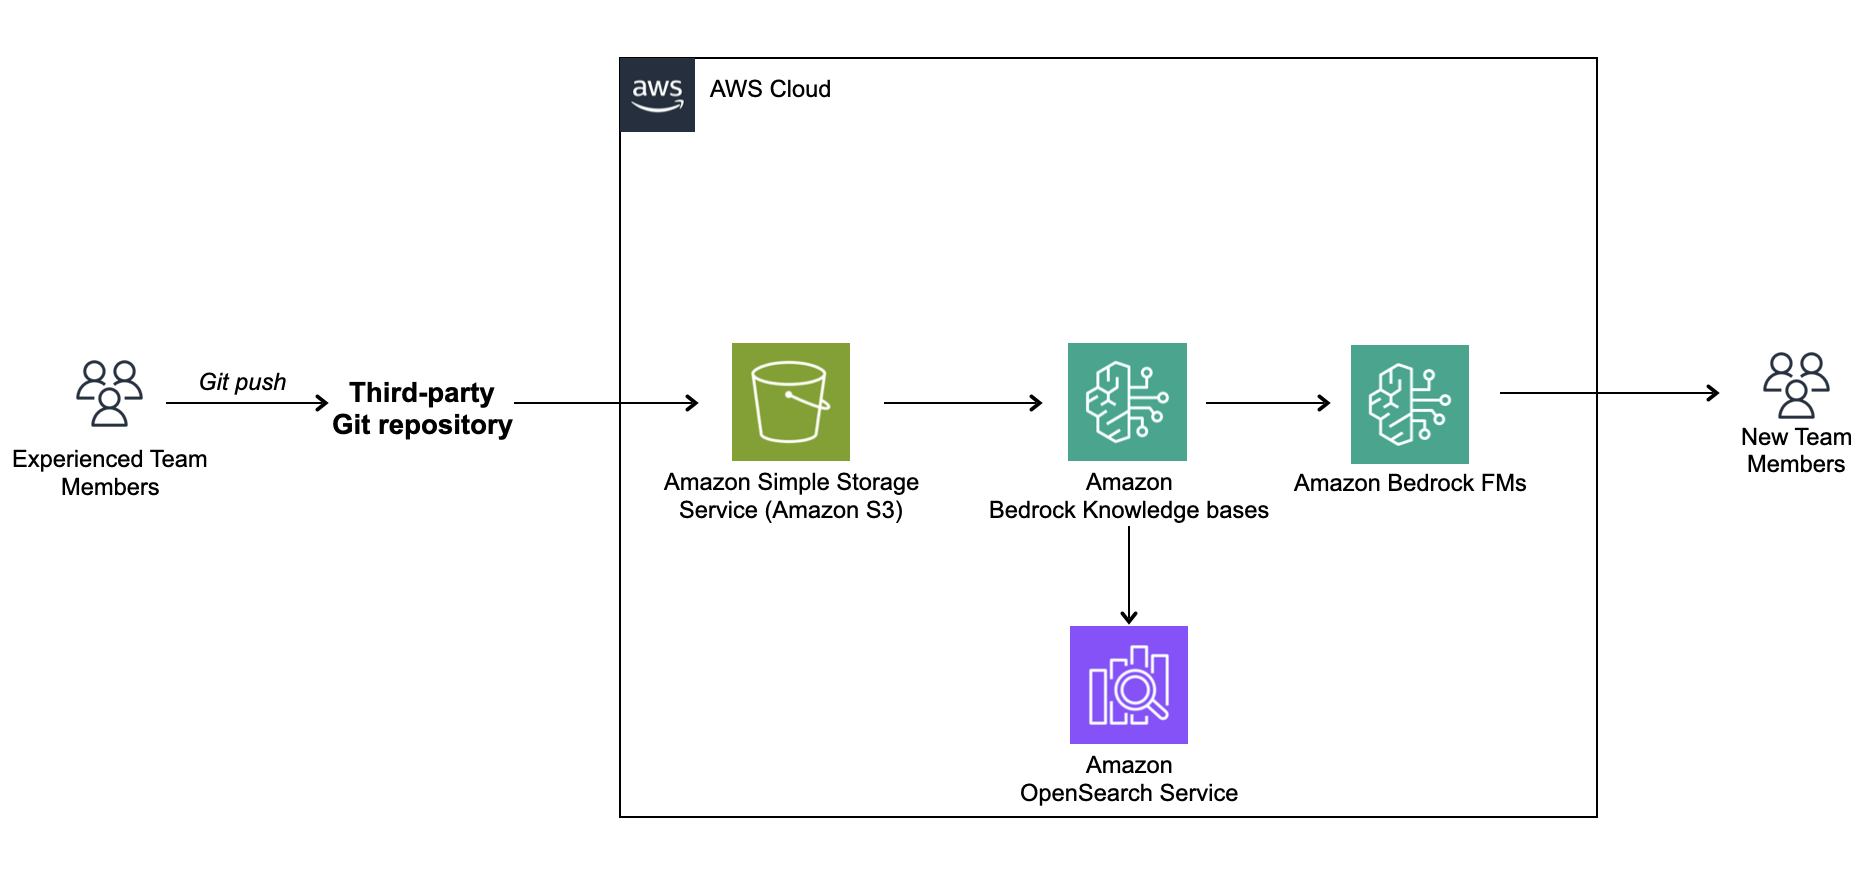 aws
AWS Cloud
Git push
Third-party
Git repository
Experienced Team
Members
Amazon Simple Storage
Service (Amazon S3)
Amazon
Bedrock Knowledge bases
Amazon Bedrock FMs
New Team
Members
Amazon
OpenSearch Service